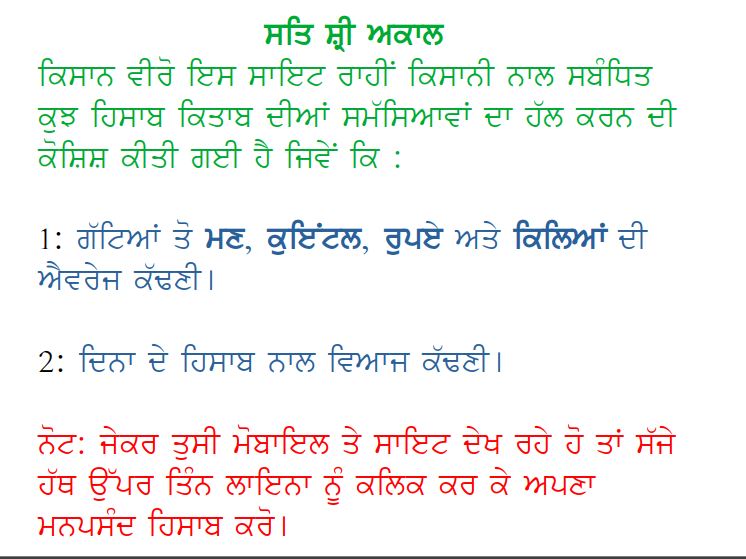 ਸਤਿ ਸ਼੍ਰੀ ਅਕਾਲ
ਕਿਸਾਨ ਵੀਰੋ ਇਸ ਸਾਇਟ ਰਾਹੀਂ ਕਿਸਾਨੀ ਨਾਲ ਸਬੰਧਿਤ
ਕੁਝ ਹਿਸਾਬ ਕਿਤਾਬ ਦੀਆਂ ਸਮੱਸਿਆਵਾਂ ਦਾ ਹੱਲ ਕਰਨ ਦੀ
ਕੋਸ਼ਿਸ਼ ਕੀਤੀ ਗਈ ਹੈ ਜਿਵੇਂ ਕਿ :
1: ਗੱਟਿਆਂ ਤੋ ਮਣ, ਕੁਇੰਟਲ, ਰੁਪਏ ਅਤੇ ਕਿਲਿਆਂ ਦੀ
ਐਵਰੇਜ ਕੱਢਣੀ।
2: ਦਿਨਾ ਦੇ ਹਿਸਾਬ ਨਾਲ ਵਿਆਜ ਕੱਢਣੀ।
ਨੋਟ: ਜੇਕਰ ਤੁਸੀ ਮੋਬਾਇਲ ਤੇ ਸਾਇਟ ਦੇਖ ਰਹੇ ਹੋ ਤਾਂ ਸੱਜੇ
ਹੱਥ ਉੱਪਰ ਤਿੰਨ ਲਾਇਨਾ ਨੂੰ ਕਲਿਕ ਕਰ ਕੇ ਅਪਣਾ
ਮਨਪਸੰਦ ਹਿਸਾਬ ਕਰੋ।